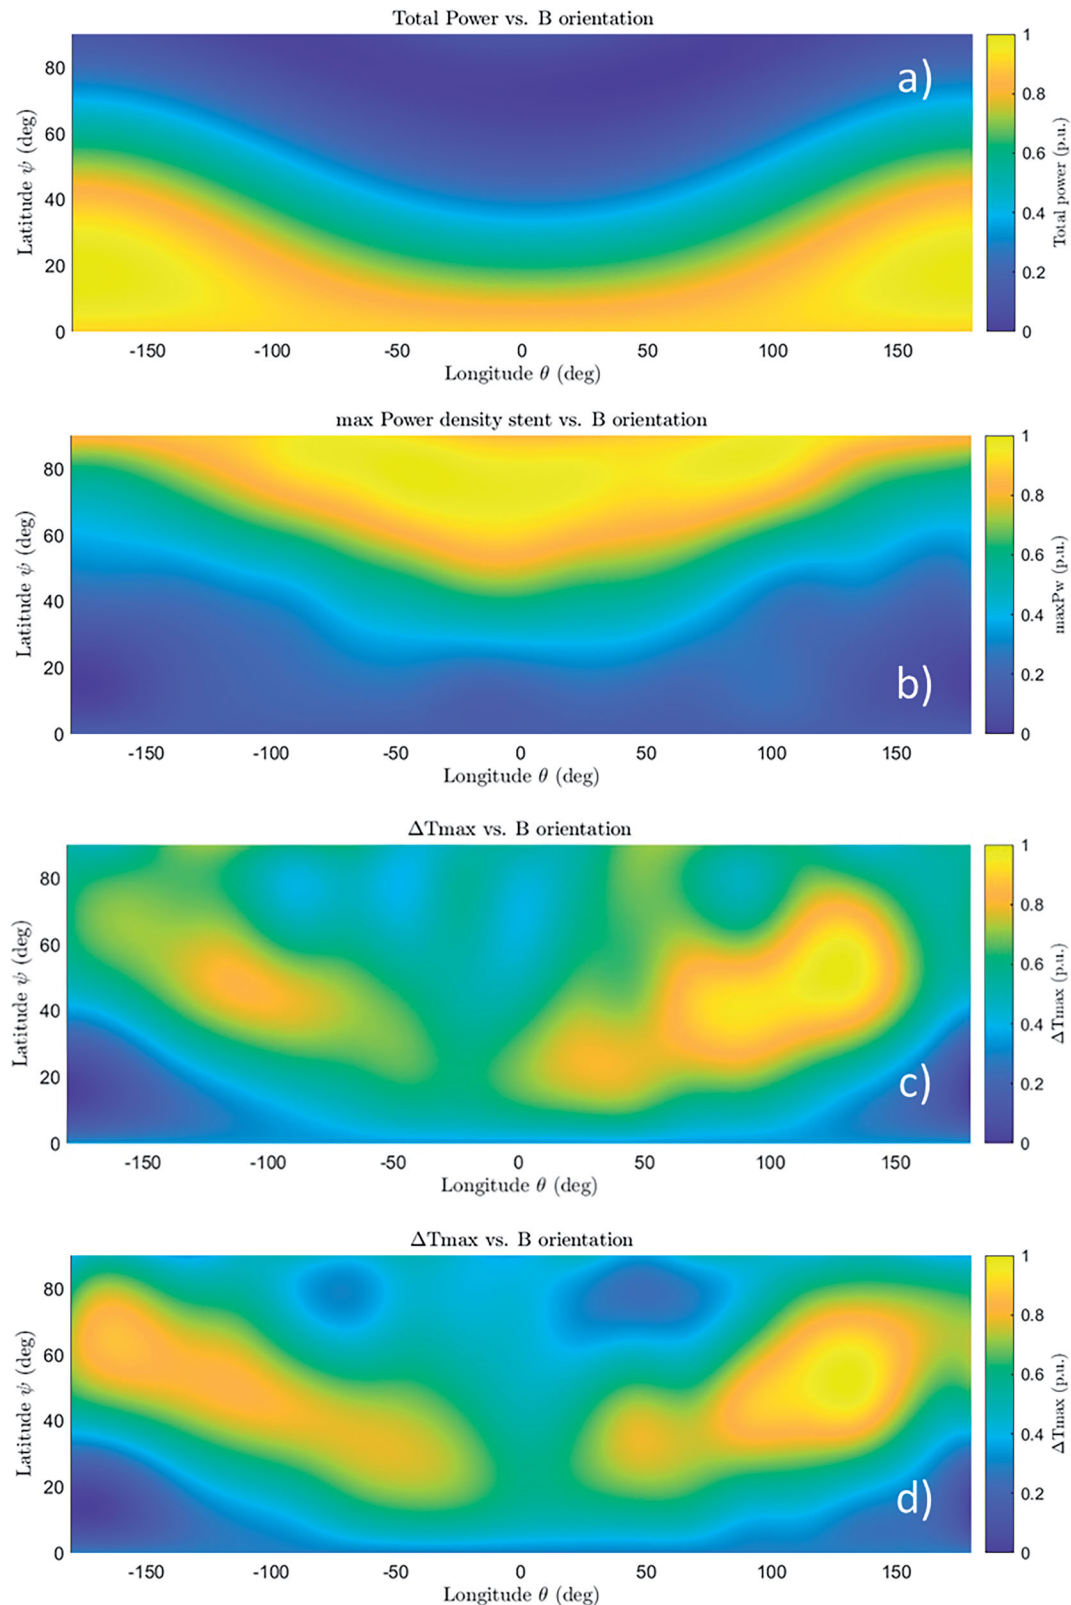 Total Power vs. B orientation
a)
Latitude ψ (deg)
80
60
40
20
0
-150 -100 -50 0 50 100 150
Longitude θ (deg)
1
0.8
0.6
0.4
0.2
0
Total power (p.u.)
max Power density stent vs. B orientation
b)
Latitude ψ (deg)
80
60
40
20
0
-150 -100 -50 0 50 100 150
Longitude θ (deg)
1
0.8
0.6
0.4
0.2
0
maxPw (p.u.)
ΔTmax vs. B orientation
c)
Latitude ψ (deg)
80
60
40
20
0
-150 -100 -50 0 50 100 150
Longitude θ (deg)
1
0.8
0.6
0.4
0.2
0
ΔTmax (p.u.)
ΔTmax vs. B orientation
d)
Latitude ψ (deg)
80
60
40
20
0
-150 -100 -50 0 50 100 150
Longitude θ (deg)
1
0.8
0.6
0.4
0.2
0
ΔTmax (p.u.)